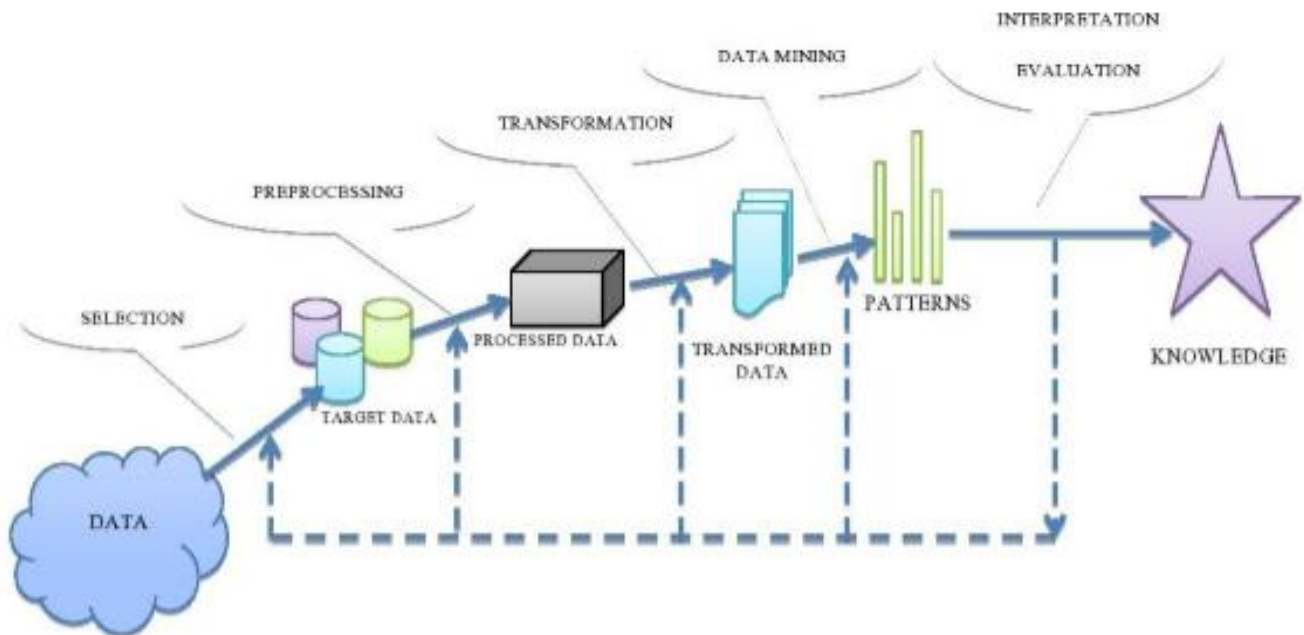 INTERPRETATION
EVALUATION
DATA MINING
TRANSFORMATION
PREPROCESSING
SELECTION
PATTERNS
PROCESSED DATA
TRANSFORMED
DATA
KNOWLEDGE
TARGET DATA
DATA